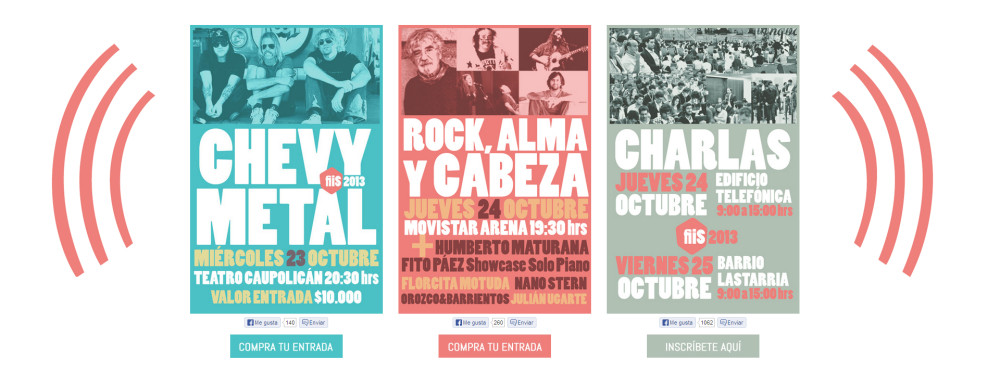 CHEVY
METAL
fiiS 2013
MIÉRCOLES 23 OCTUBRE
TEATRO CAUPOLICÁN 20:30 hrs
VALOR ENTRADA $10.000
Me gusta 140 Enviar
COMPRA TU ENTRADA
ROCK, ALMA
Y CABEZA
JUEVES 24 OCTUBRE
MOVISTAR ARENA 19:30 hrs
+ HUMBERTO MATURANA
FITO PÁEZ Showcase Solo Piano
FLORCITA MOTUDA NANO STERN
OROZCO&BARRIENTOS JULIAN UGARTE
Me gusta 260 Enviar
COMPRA TU ENTRADA
CHARLAS
JUEVES 24
OCTUBRE
EDIFICIO
TELEFÓNICA
9:00 a 15:00 hrs
fiiS 2013
VIERNES 25
OCTUBRE
BARRIO
LASTARRIA
9:00 a 15:00 hrs
Me gusta 1062 Enviar
INSCRÍBETE AQUÍ